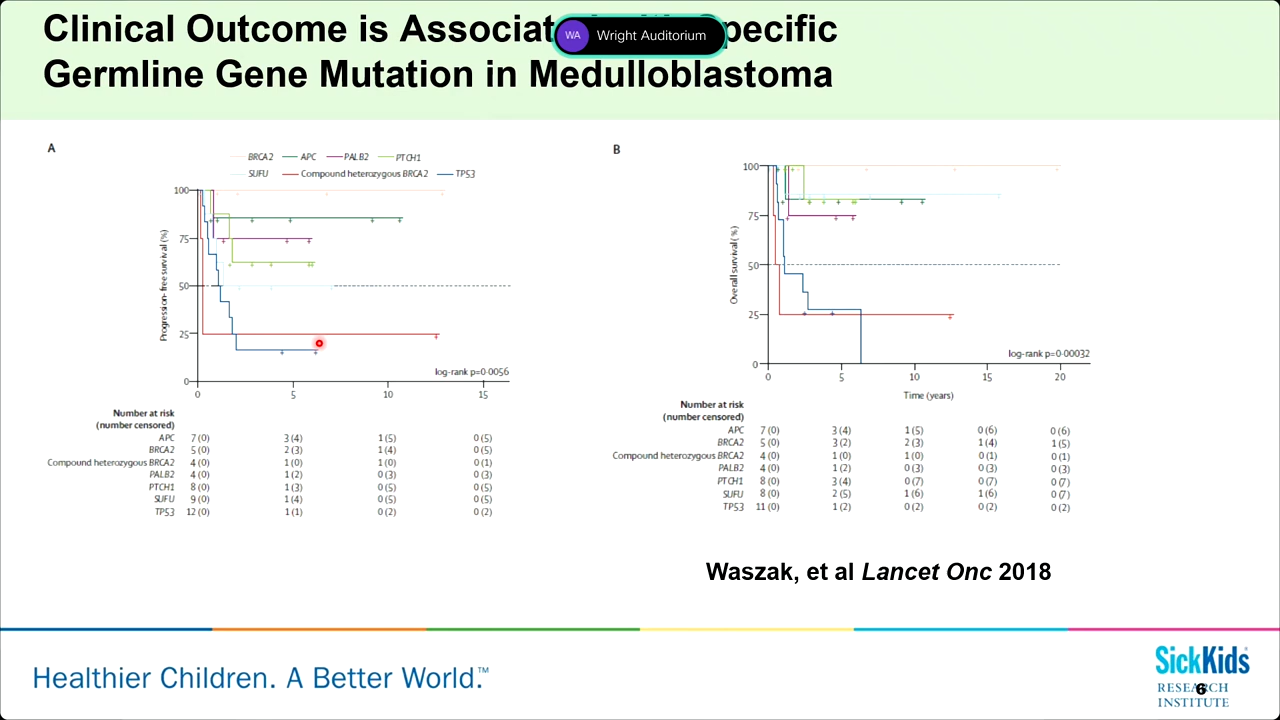 Clinical Outcome is Associat
WA Wright Auditorium
pecific
Germline Gene Mutation in Medulloblastoma
A
BRCA2 APC PALB2 PTCH1
SUFU Compound heterozygous BRCA2 TP53
100
75
50
25
0
Progression-free survival (%)
log-rank p=0·0056
0 5 10 15
Number at risk
(number censored)
APC 7 (0) 3 (4) 1 (5) 0 (5)
BRCA2 5 (0) 2 (3) 1 (4) 0 (5)
Compound heterozygous BRCA2 4 (0) 1 (0) 1 (0) 0 (1)
PALB2 4 (0) 1 (2) 0 (3) 0 (3)
PTCH1 8 (0) 1 (3) 0 (5) 0 (5)
SUFU 9 (0) 1 (4) 0 (5) 0 (5)
TP53 12 (0) 1 (1) 0 (2) 0 (2)
B
100
75
50
25
0
Overall survival (%)
log-rank p=0·00032
0 5 10 15 20
Time (years)
Number at risk
(number censored)
APC 7 (0) 3 (4) 1 (5) 0 (6) 0 (6)
BRCA2 5 (0) 3 (2) 2 (3) 1 (4) 1 (5)
Compound heterozygous BRCA2 4 (0) 1 (0) 1 (0) 0 (1) 0 (1)
PALB2 4 (0) 1 (2) 0 (3) 0 (3) 0 (3)
PTCH1 8 (0) 3 (4) 0 (7) 0 (7) 0 (7)
SUFU 8 (0) 2 (5) 1 (6) 1 (6) 0 (7)
TP53 11 (0) 1 (2) 0 (2) 0 (2) 0 (2)
Waszak, et al Lancet Onc 2018
Healthier Children. A Better World.™
SickKids
RESEARCH
INSTITUTE
6